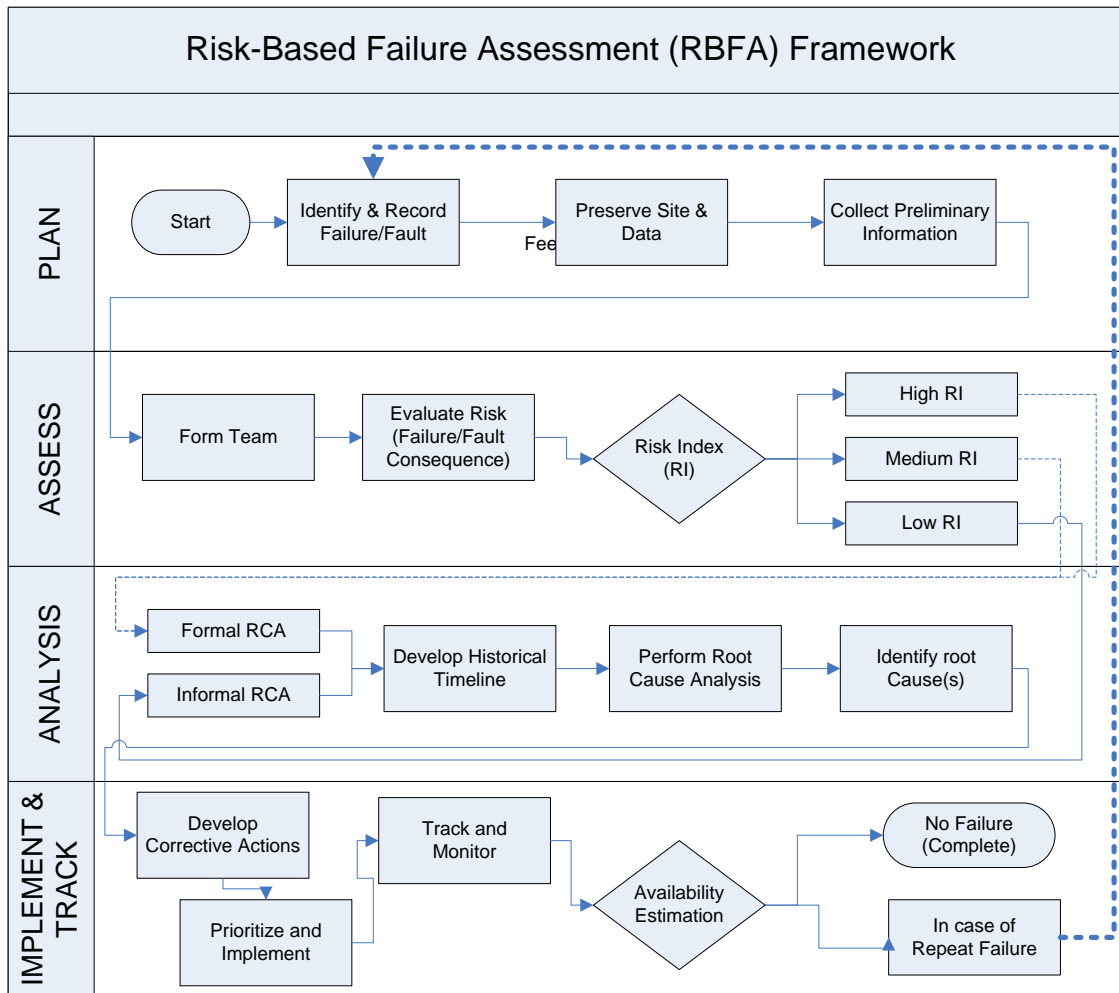 Risk-Based Failure Assessment (RBFA) Framework
PLAN
Start
Identify & Record
Failure/Fault
Fee
Preserve Site &
Data
Collect Preliminary
Information
ASSESS
Form Team
Evaluate Risk
(Failure/Fault
Consequence)
Risk Index
(RI)
High RI
Medium RI
Low RI
ANALYSIS
Formal RCA
Informal RCA
Develop Historical
Timeline
Perform Root
Cause Analysis
Identify root
Cause(s)
IMPLEMENT &
TRACK
Develop
Corrective Actions
Prioritize and
Implement
Track and
Monitor
Availability
Estimation
No Failure
(Complete)
In case of
Repeat Failure